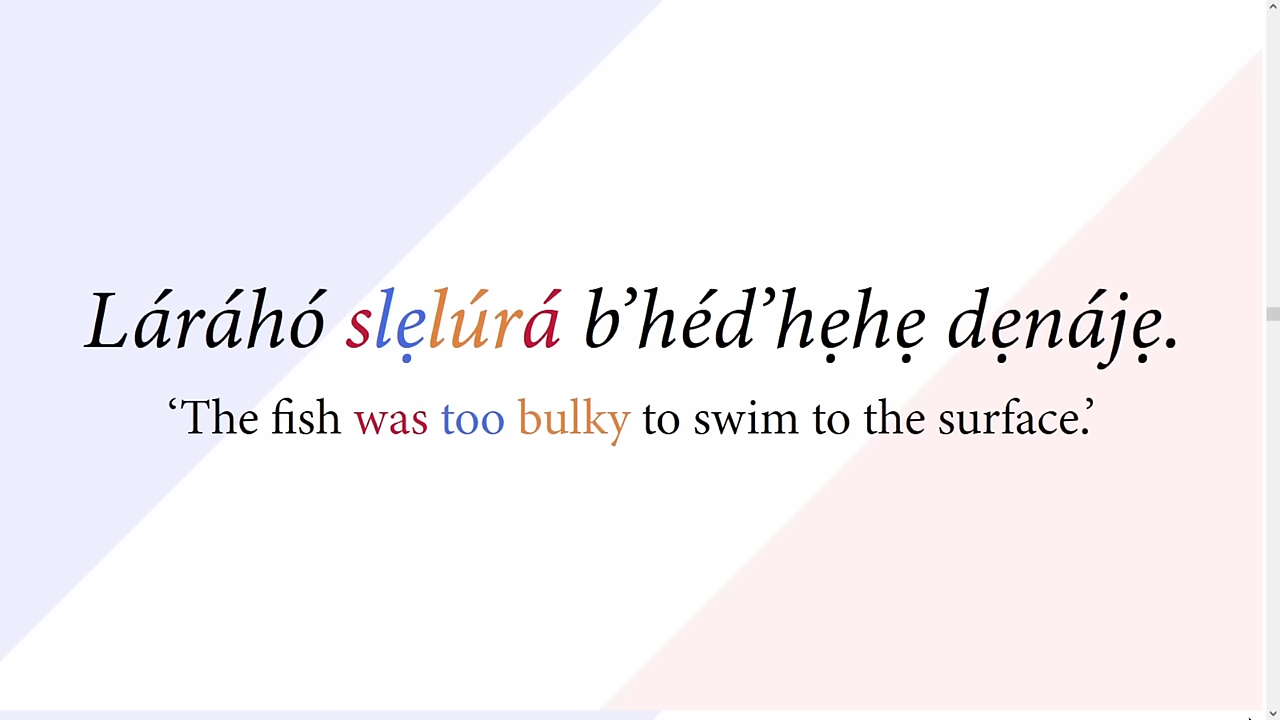 Láráhó slẹlúrá b’héd’hẹhẹ dẹnájẹ.
‘The fish was too bulky to swim to the surface.’